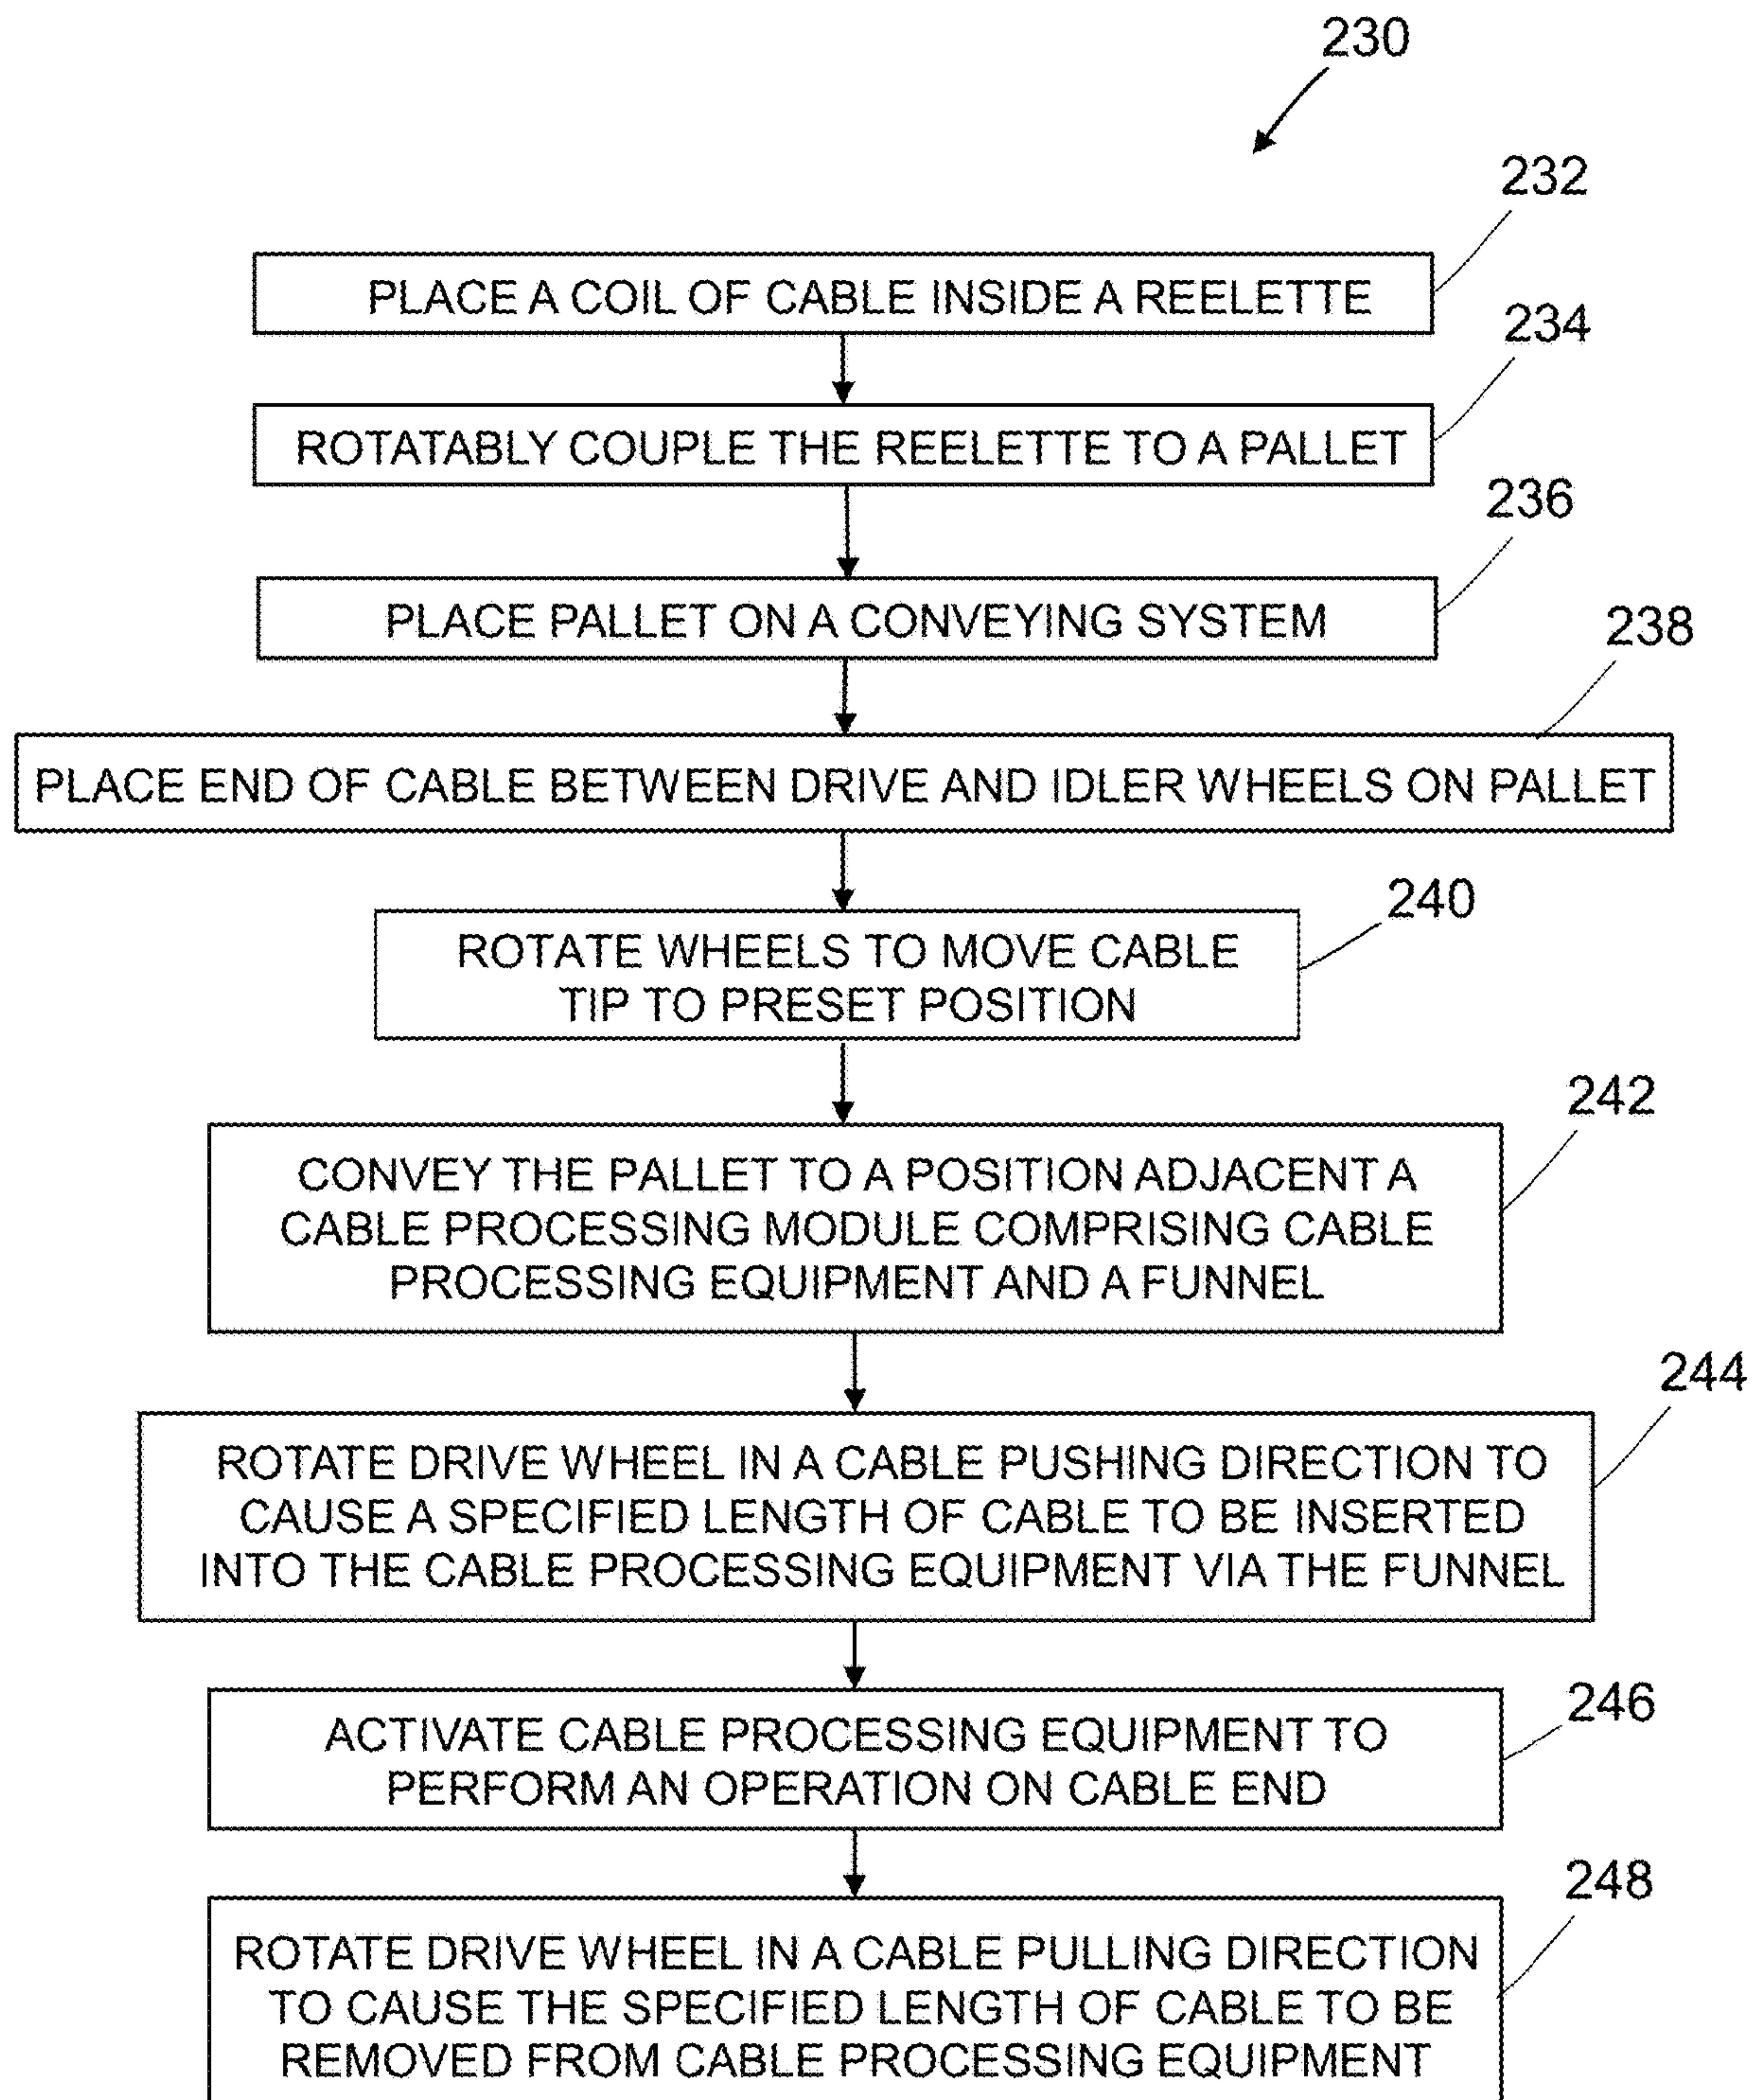 230
232
PLACE A COIL OF CABLE INSIDE A REELETTE
234
ROTATABLY COUPLE THE REELETTE TO A PALLET
236
PLACE PALLET ON A CONVEYING SYSTEM
238
PLACE END OF CABLE BETWEEN DRIVE AND IDLER WHEELS ON PALLET
240
ROTATE WHEELS TO MOVE CABLE
TIP TO PRESET POSITION
242
CONVEY THE PALLET TO A POSITION ADJACENT A
CABLE PROCESSING MODULE COMPRISING CABLE
PROCESSING EQUIPMENT AND A FUNNEL
244
ROTATE DRIVE WHEEL IN A CABLE PUSHING DIRECTION TO
CAUSE A SPECIFIED LENGTH OF CABLE TO BE INSERTED
INTO THE CABLE PROCESSING EQUIPMENT VIA THE FUNNEL
246
ACTIVATE CABLE PROCESSING EQUIPMENT TO
PERFORM AN OPERATION ON CABLE END
248
ROTATE DRIVE WHEEL IN A CABLE PULLING DIRECTION
TO CAUSE THE SPECIFIED LENGTH OF CABLE TO BE
REMOVED FROM CABLE PROCESSING EQUIPMENT